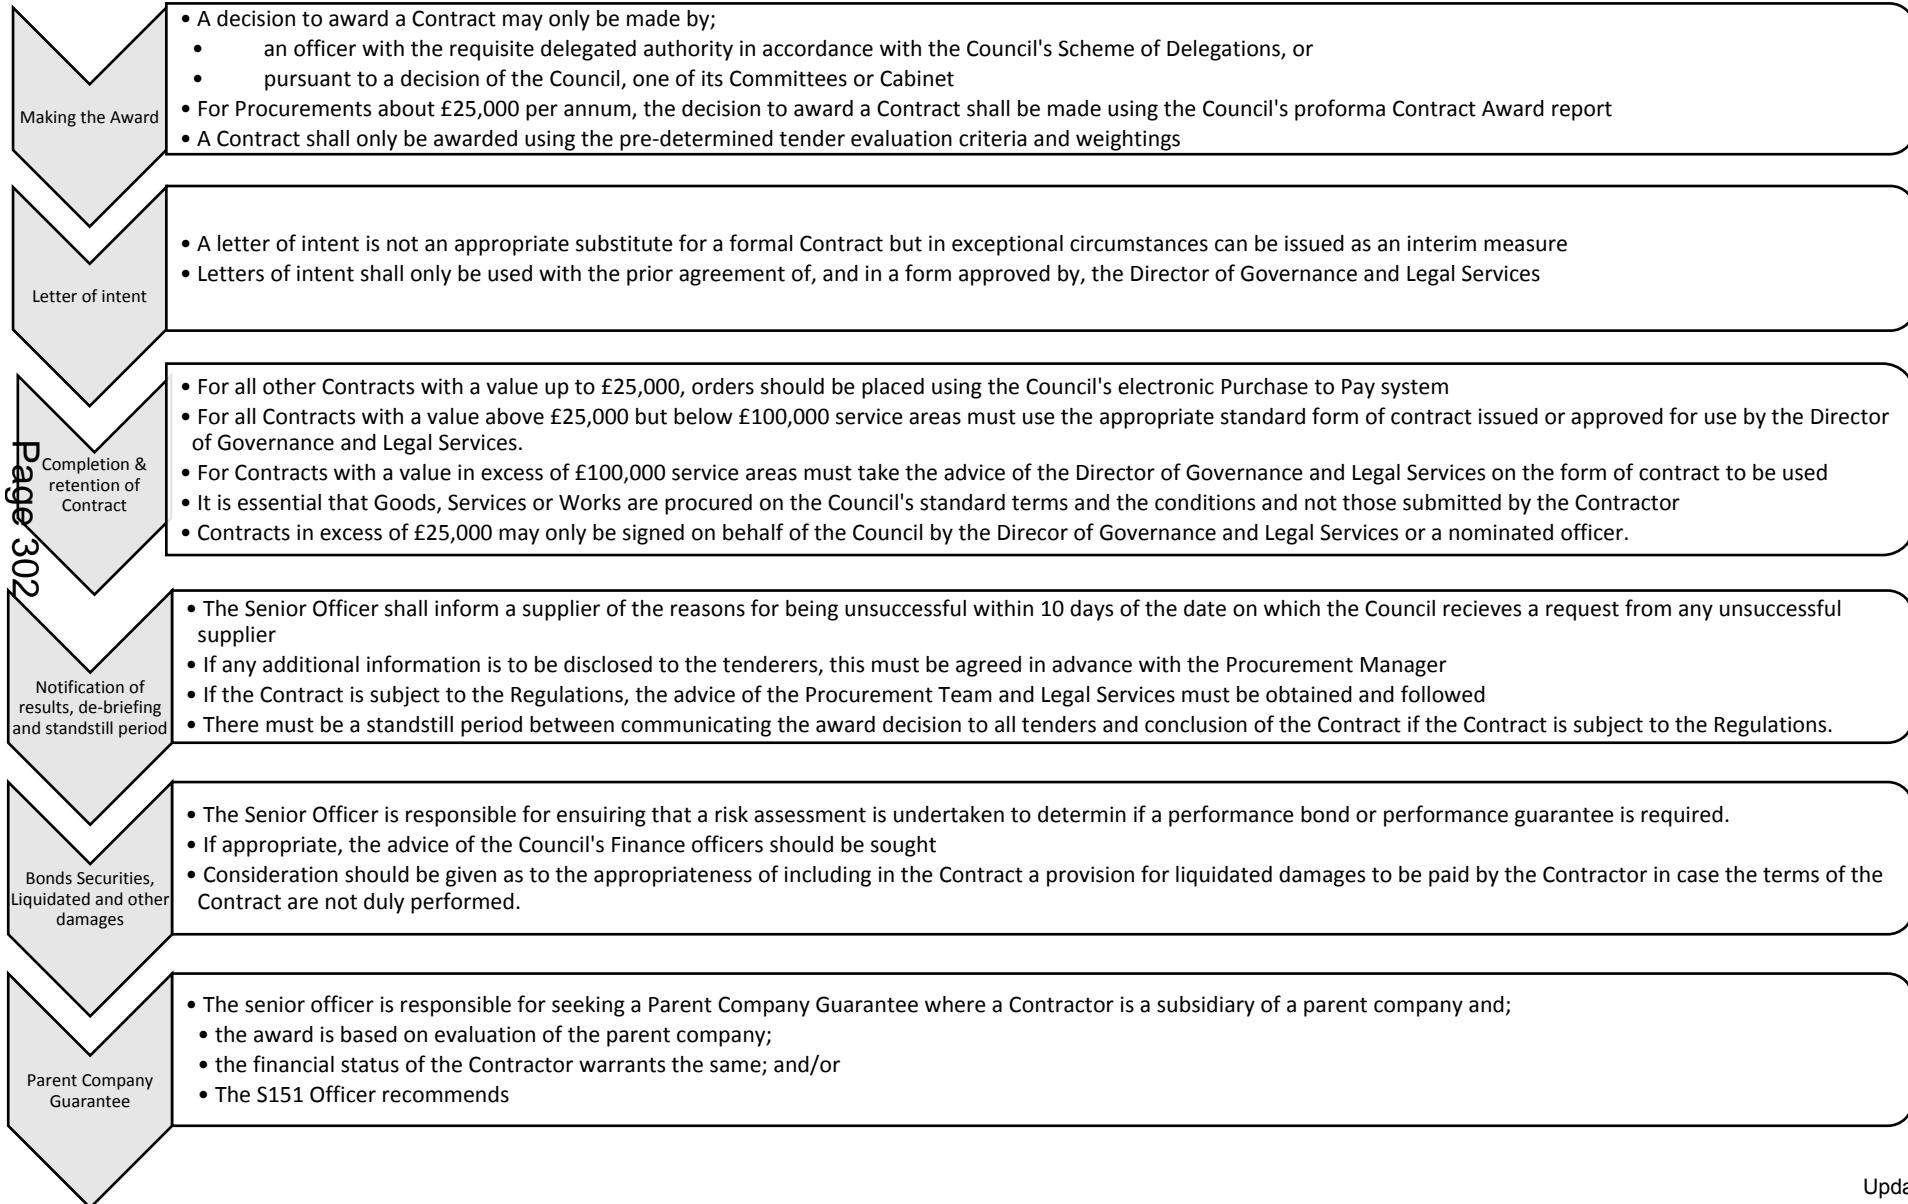 Making the Award
• A decision to award a Contract may only be made by;
• an officer with the requisite delegated authority in accordance with the Council's Scheme of Delegations, or
• pursuant to a decision of the Council, one of its Committees or Cabinet
• For Procurements about £25,000 per annum, the decision to award a Contract shall be made using the Council's proforma Contract Award report
• A Contract shall only be awarded using the pre-determined tender evaluation criteria and weightings
Letter of intent
• A letter of intent is not an appropriate substitute for a formal Contract but in exceptional circumstances can be issued as an interim measure
• Letters of intent shall only be used with the prior agreement of, and in a form approved by, the Director of Governance and Legal Services
Completion &
retention of
Contract
• For all other Contracts with a value up to £25,000, orders should be placed using the Council's electronic Purchase to Pay system
• For all Contracts with a value above £25,000 but below £100,000 service areas must use the appropriate standard form of contract issued or approved for use by the Director
of Governance and Legal Services.
• For Contracts with a value in excess of £100,000 service areas must take the advice of the Director of Governance and Legal Services on the form of contract to be used
• It is essential that Goods, Services or Works are procured on the Council's standard terms and the conditions and not those submitted by the Contractor
• Contracts in excess of £25,000 may only be signed on behalf of the Council by the Direcor of Governance and Legal Services or a nominated officer.
Page 302
Notification of
results, de-briefing
and standstill period
• The Senior Officer shall inform a supplier of the reasons for being unsuccessful within 10 days of the date on which the Council recieves a request from any unsuccessful
supplier
• If any additional information is to be disclosed to the tenderers, this must be agreed in advance with the Procurement Manager
• If the Contract is subject to the Regulations, the advice of the Procurement Team and Legal Services must be obtained and followed
• There must be a standstill period between communicating the award decision to all tenders and conclusion of the Contract if the Contract is subject to the Regulations.
Bonds Securities,
Liquidated and other
damages
• The Senior Officer is responsible for ensuiring that a risk assessment is undertaken to determin if a performance bond or performance guarantee is required.
• If appropriate, the advice of the Council's Finance officers should be sought
• Consideration should be given as to the appropriateness of including in the Contract a provision for liquidated damages to be paid by the Contractor in case the terms of the
Contract are not duly performed.
Parent Company
Guarantee
• The senior officer is responsible for seeking a Parent Company Guarantee where a Contractor is a subsidiary of a parent company and;
• the award is based on evaluation of the parent company;
• the financial status of the Contractor warrants the same; and/or
• The S151 Officer recommends
Upda